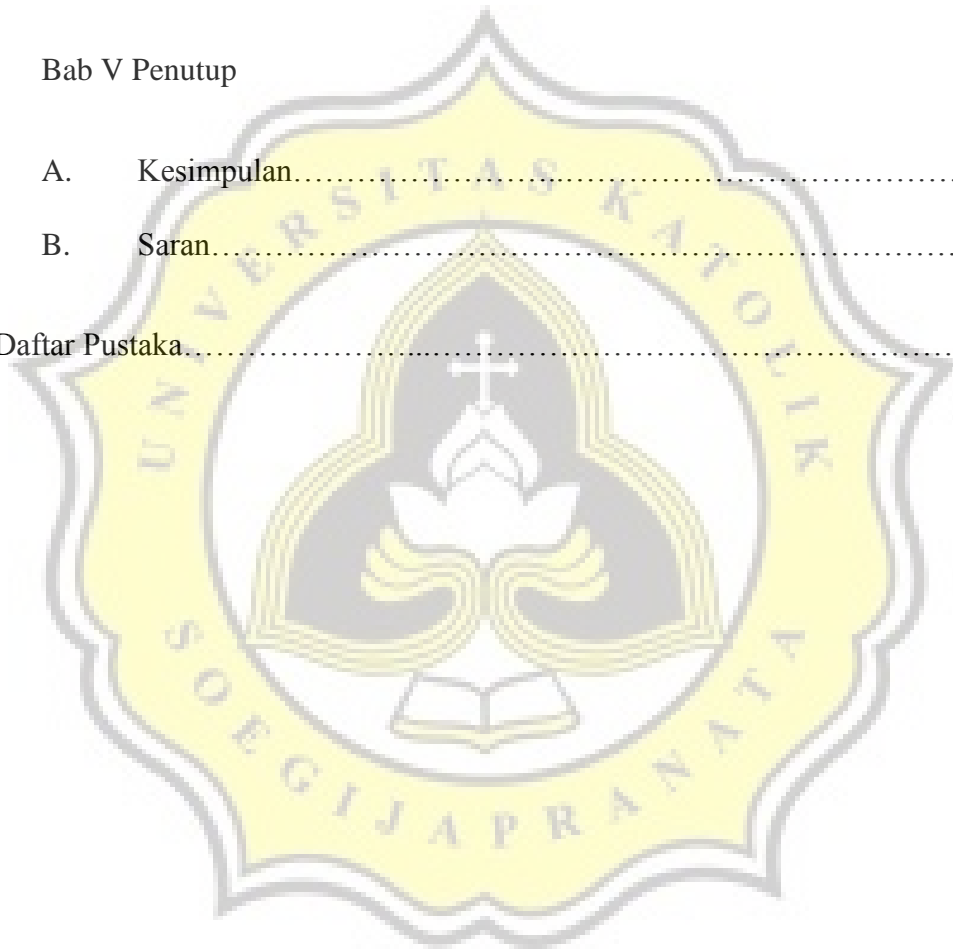 Bab V Penutup
A. Kesimpulan……………………………………………………………
B. Saran……………………………………………………………………
Daftar Pustaka…………………..…………………………………………………
UNIVERSITAS KATOLIK
SOEGIJAPRANATA